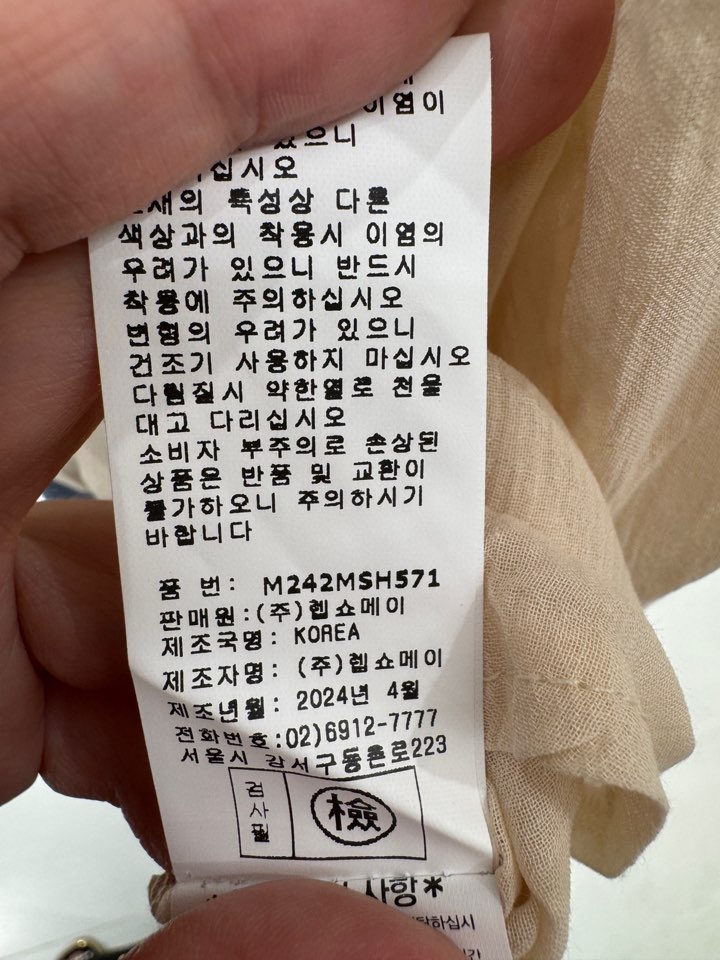 이염이
있으니
십시오
소재의 특성상 다른
색상과의 착용시 이염의
우려가 있으니 반드시
착용에 주의하십시오
변형의 우려가 있으니
건조기 사용하지 마십시오
다림질시 약한열로 천을
대고 다리십시오
소비자 부주의로 손상된
상품은 반품 및 교환이
불가하오니 주의하시기
바랍니다
품 번: M242MSH571
판매원:(주)렙쇼메이
제조국명: KOREA
제조자명: (주)렙쇼메이
제조년월: 2024년 4월
전화번호:02)6912-7777
서울시 강서구등촌로223
검사필 檢
사항*
하십시